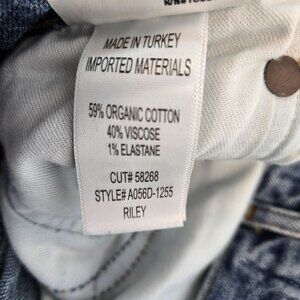 MADE IN TURKEY
IMPORTED MATERIALS
59% ORGANIC COTTON
40% VISCOSE
1% ELASTANE
CUT# 58268
STYLE# A056D-1255
RILEY